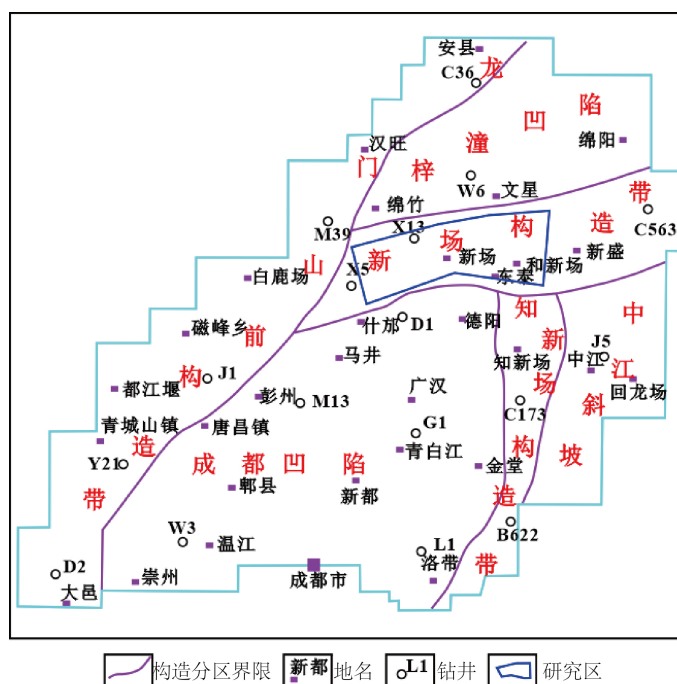 安县
C36
龙
门
山
前
构
造
带
梓
潼
凹
陷
汉旺
绵阳
W6
文星
绵竹
X13
M39
C563
新
场
构
造
带
新场
和新场
东泰
新盛
X5
白鹿场
什邡
D1
德阳
磁峰乡
马井
知
新
场
构
造
带
知新场
中
江
斜
坡
J5
中江
回龙场
J1
都江堰
彭州
M13
广汉
C173
青城山镇
唐昌镇
G1
青白江
Y21
成
都
凹
陷
郫县
新都
金堂
W3
温江
L1
洛带
B622
D2
大邑
崇州
成都市
构造分区界限
新都
地名
L1
钻井
研究区